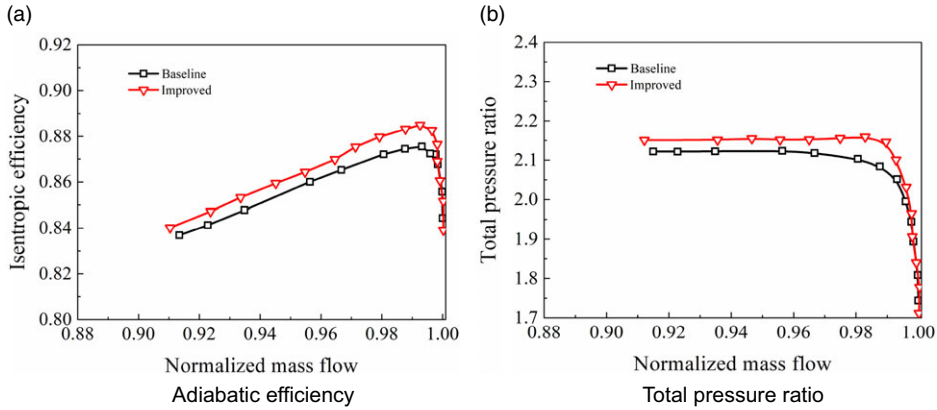 (a)
0.92
0.90
0.88
0.86
0.84
0.82
0.80
Isentropic efficiency
Baseline
Improved
0.88 0.90 0.92 0.94 0.96 0.98 1.00
Normalized mass flow
Adiabatic efficiency
(b)
2.4
2.3
2.2
2.1
2.0
1.9
1.8
1.7
Total pressure ratio
Baseline
Improved
0.88 0.90 0.92 0.94 0.96 0.98 1.00
Normalized mass flow
Total pressure ratio